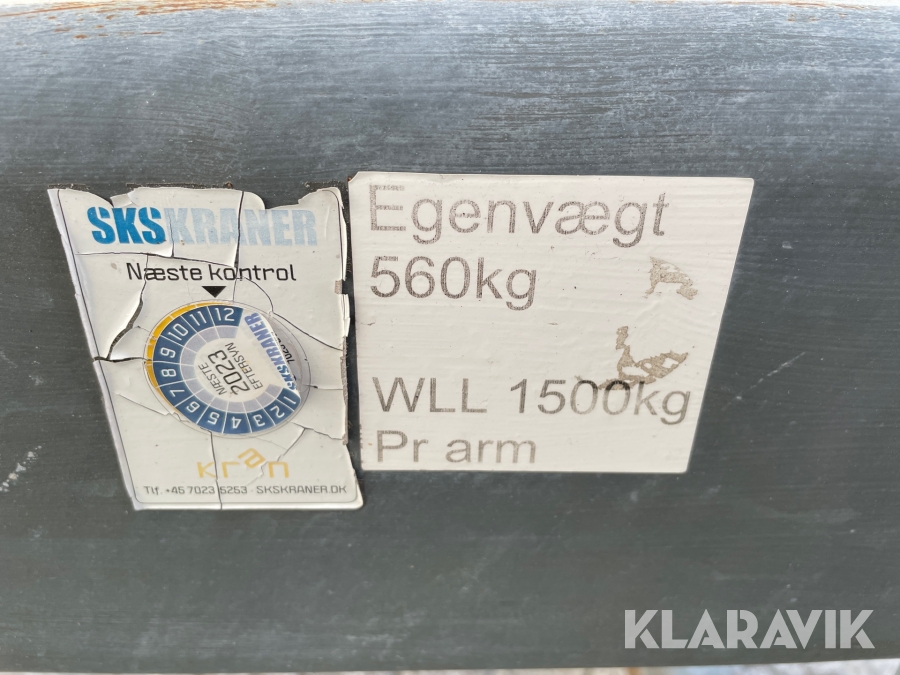 SKSKRANER
Næste kontrol
1 2 3 4 5 6 7 8 9 10 11 12
SKSKRANER
NÆSTE
2023
EFTERSYN
kran
Tlf. +45 7023 5253 - SKSKRANER.DK
Egenvægt
560kg
WLL 1500kg
Pr arm
KLARAVIK